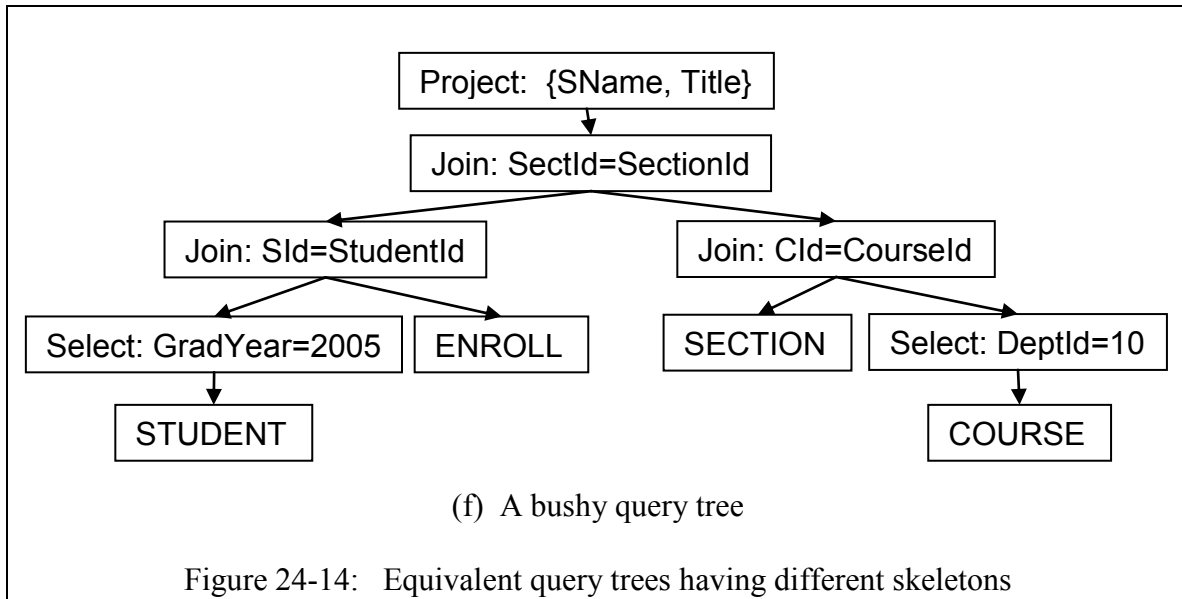 Project: {SName, Title}
Join: SectId=SectionId
Join: SId=StudentId
Join: CId=CourseId
Select: GradYear=2005
ENROLL
SECTION
Select: DeptId=10
STUDENT
COURSE
(f) A bushy query tree
Figure 24-14: Equivalent query trees having different skeletons